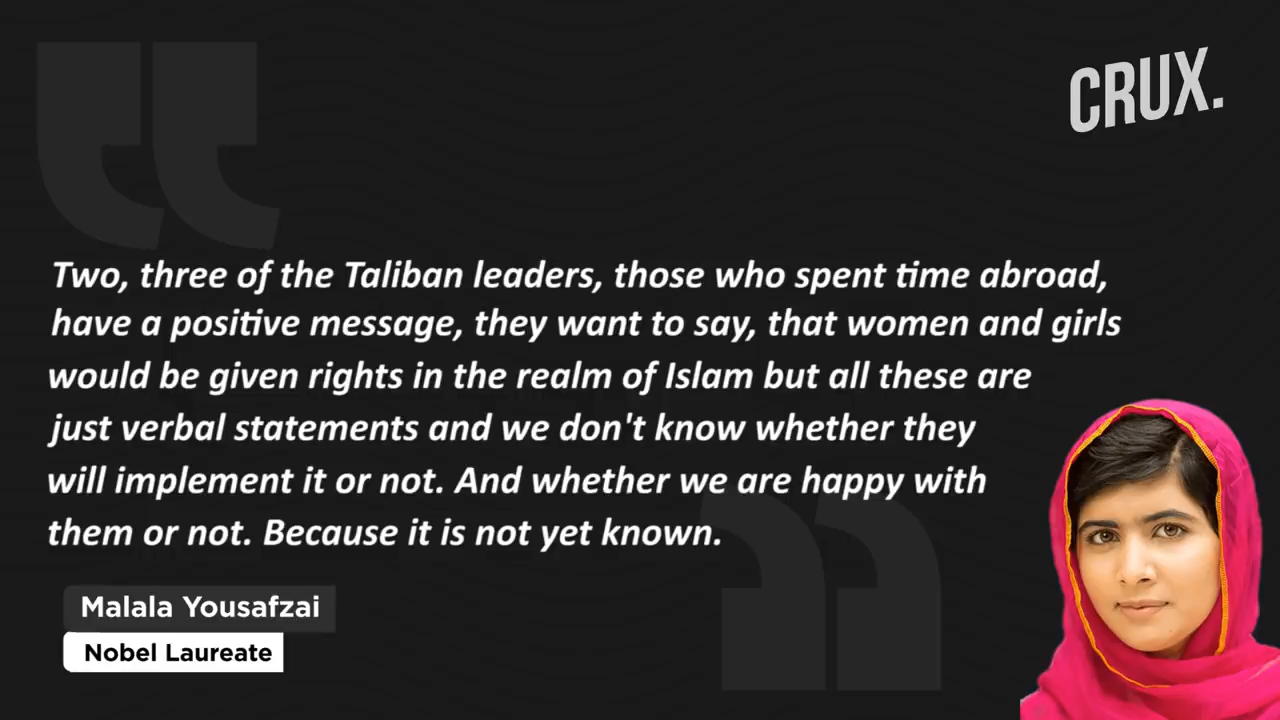 CRUX.
Two, three of the Taliban leaders, those who spent time abroad,
have a positive message, they want to say, that women and girls
would be given rights in the realm of Islam but all these are
just verbal statements and we don't know whether they
will implement it or not. And whether we are happy with
them or not. Because it is not yet known.
Malala Yousafzai
Nobel Laureate